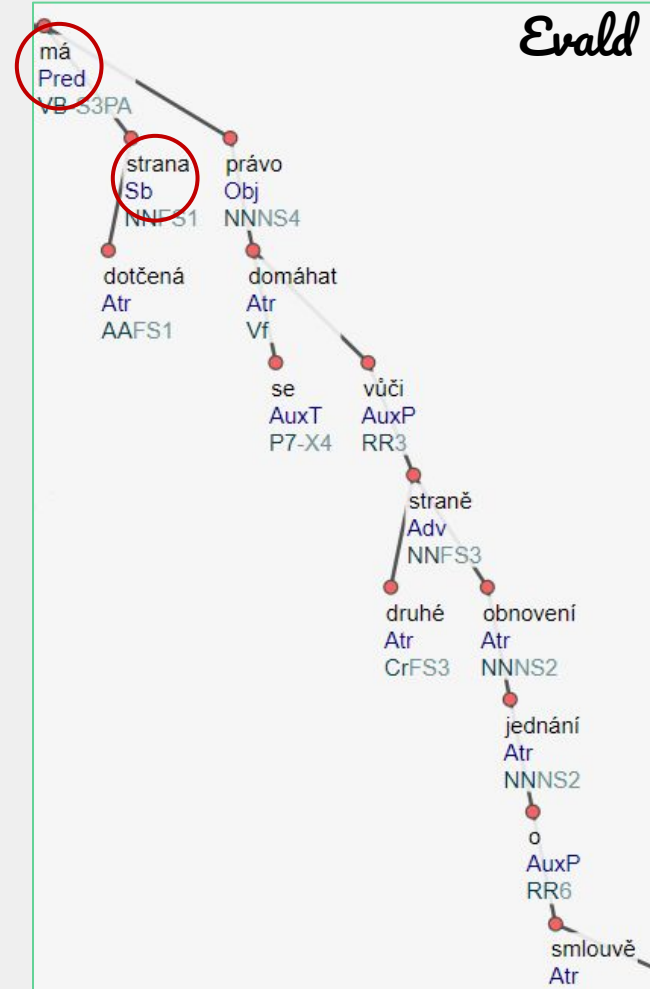 Evald
má
Pred
VB-S3PA
strana
Sb
NNFS1
právo
Obj
NNNS4
dotčená
Atr
AAFS1
domáhat
Atr
Vf
se
AuxT
P7-X4
vůči
AuxP
RR3
straně
Adv
NNFS3
druhé
Atr
CrFS3
obnovení
Atr
NNNS2
jednání
Atr
NNNS2
o
AuxP
RR6
smlouvě
Atr